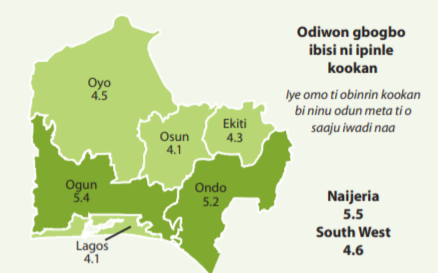 Odiwon gbogbo
ibisi ni ipinle
kookan
Iye omo ti obinrin kookan
bi ninu odun meta ti o
saaju iwadi naa
Oyo
4.5
Osun
4.1
Ekiti
4.3
Ogun
5.4
Ondo
5.2
Lagos
4.1
Naijeria
5.5
South West
4.6